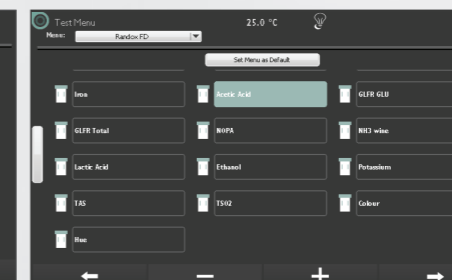 Test Menu 25.0 °C
Menu: Randox FD
Set Menu as Default
Iron Acetic Acid GLFR GLU
GLFR Total NOPA NH3 wine
Lactic Acid Ethanol Potassium
TAS TSO2 Colour
Hue